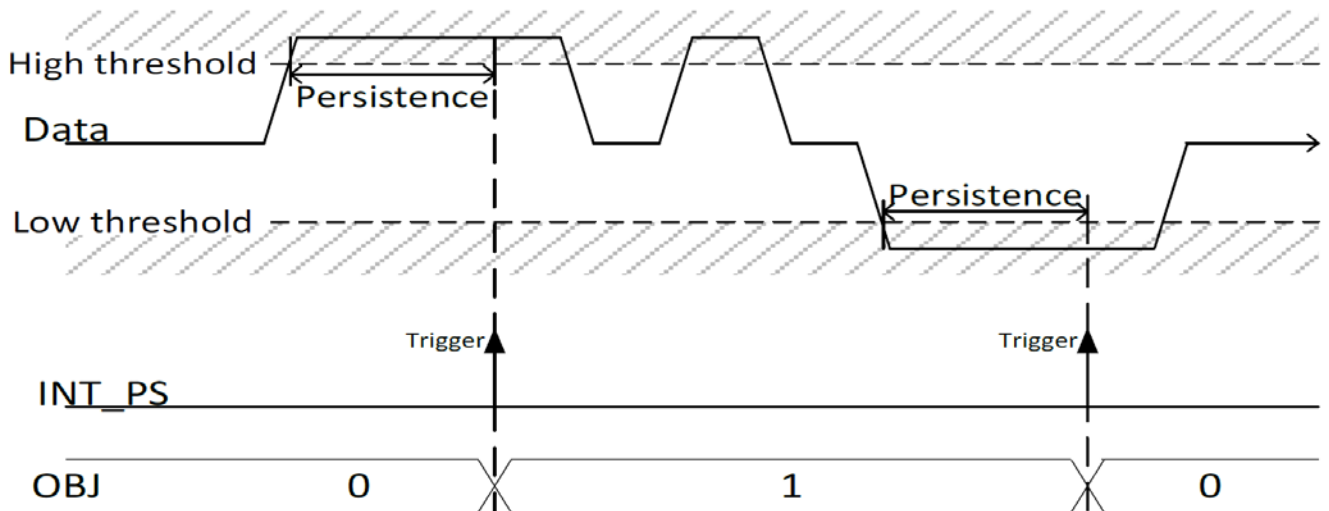 High threshold
Persistence
Data
Persistence
Low threshold
Trigger
Trigger
INT_PS
OBJ 0 1 0